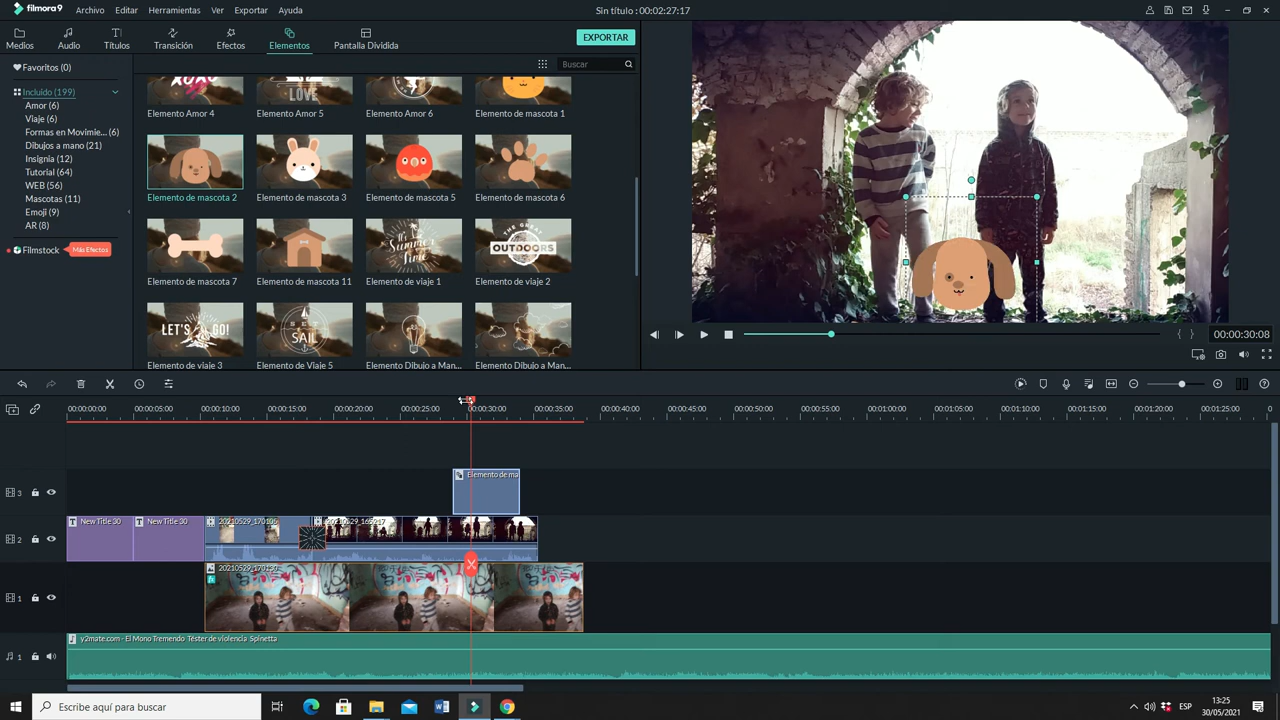 filmora9 Archivo Editar Herramientas Ver Exportar Ayuda Sin título : 00:02:27:17
Medios Audio Títulos Transición Efectos Elementos Pantalla Dividida EXPORTAR
Favoritos (0)
Buscar
Incluido (199)
Amor (6)
Viaje (6)
Formas en Movimie... (6)
Dibujos a mano (21)
Insignia (12)
Tutorial (64)
WEB (56)
Mascotas (11)
Emoji (9)
AR (8)
Filmstock Más Efectos
XOXO
LOVE
Elemento Amor 4 Elemento Amor 5 Elemento Amor 6 Elemento de mascota 1
Elemento de mascota 2 Elemento de mascota 3 Elemento de mascota 5 Elemento de mascota 6
It's Summer Time
THE GREAT OUTDOORS
Elemento de mascota 7 Elemento de mascota 11 Elemento de viaje 1 Elemento de viaje 2
LET'S GO!
SET SAIL
Elemento de viaje 3 Elemento de Viaje 5 Elemento Dibujo a Man... Elemento Dibujo a Man...
{ } 00:00:30:08
00:00:00:00 00:00:05:00 00:00:10:00 00:00:15:00 00:00:20:00 00:00:25:00 00:00:30:00 00:00:35:00 00:00:40:00 00:00:45:00 00:00:50:00 00:00:55:00 00:01:00:00 00:01:05:00 00:01:10:00 00:01:15:00 00:01:20:00 00:01:25:00 0
3 Elemento de ma
2 New Title 30 New Title 30 20210529_170105
1 20210529_170130
1 y2mate.com - El Mono Tremendo Téster de violencia Spinetta
Escribe aquí para buscar
ESP
13:25
30/05/2021